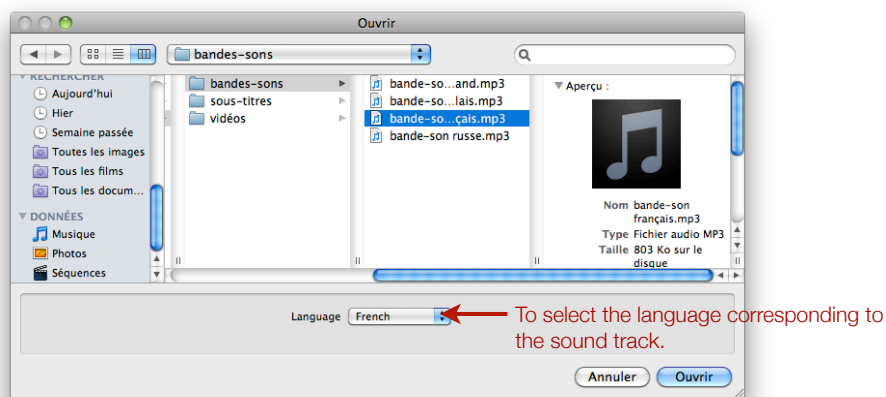 Ouvrir
bandes-sons
RECHERCHER
Aujourd'hui
Hier
Semaine passée
Toutes les images
Tous les films
Tous les docum...
DONNÉES
Musique
Photos
Séquences
bandes-sons
sous-titres
vidéos
bande-so...and.mp3
bande-so...lais.mp3
bande-so...çais.mp3
bande-son russe.mp3
Aperçu :
Nom bande-son
français.mp3
Type Fichier audio MP3
Taille 803 Ko sur le
disque
Language French
To select the language corresponding to
the sound track.
Annuler Ouvrir